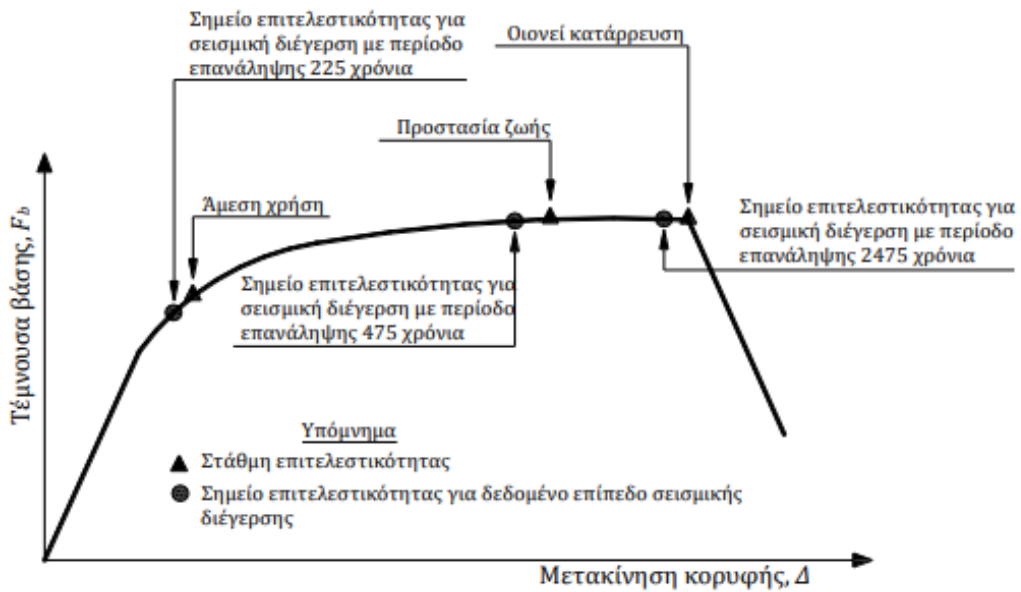 Σημείο επιτελεστικότητας για
σεισμική διέγερση με περίοδο
επανάληψης 225 χρόνια
Οιονεί κατάρρευση
Προστασία ζωής
Άμεση χρήση
Σημείο επιτελεστικότητας για
σεισμική διέγερση με περίοδο
επανάληψης 2475 χρόνια
Σημείο επιτελεστικότητας για
σεισμική διέγερση με περίοδο
επανάληψης 475 χρόνια
Τέμνουσα βάσης, F_b
Υπόμνημα
Στάθμη επιτελεστικότητας
Σημείο επιτελεστικότητας για δεδομένο επίπεδο σεισμικής
διέγερσης
Μετακίνηση κορυφής, Δ